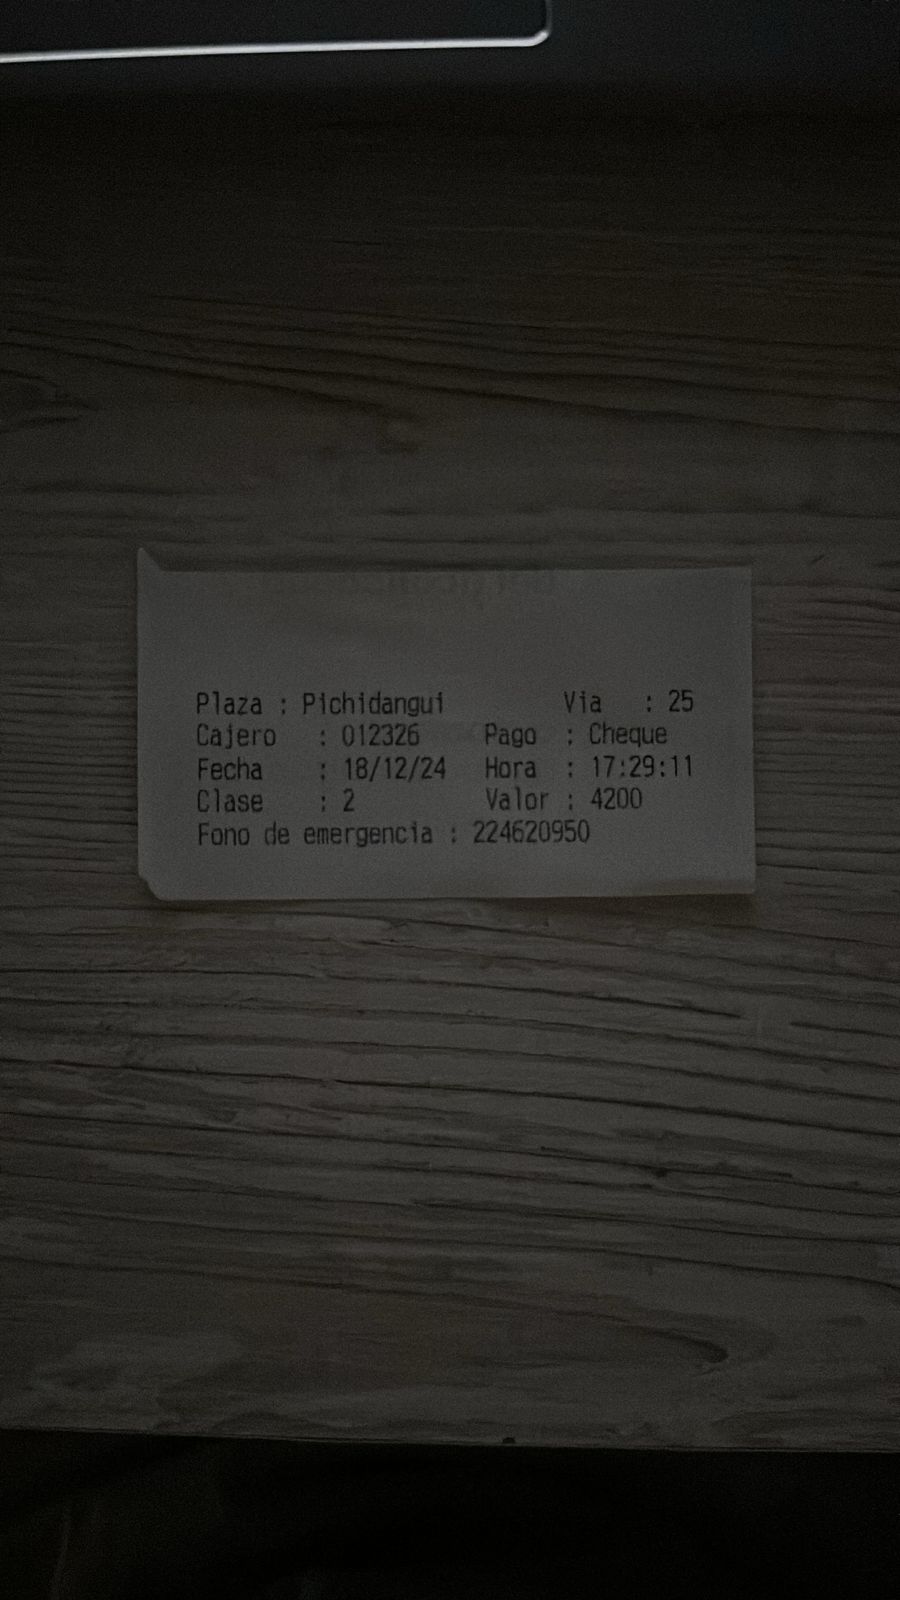 Plaza : Pichidangui Via : 25
Cajero : 012326 Pago : Cheque
Fecha : 18/12/24 Hora : 17:29:11
Clase : 2 Valor : 4200
Fono de emergencia : 224620950